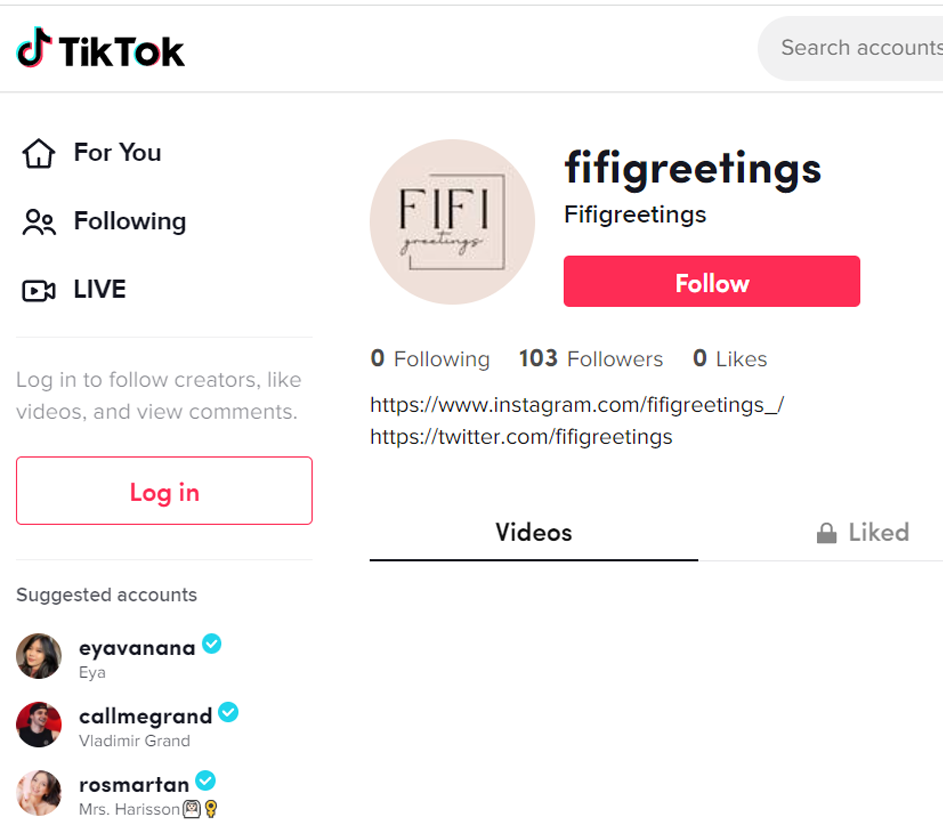 TikTok
Search accounts
For You
Following
LIVE
Log in to follow creators, like
videos, and view comments.
Log in
Suggested accounts
eyavanana
Eya
callmegrand
Vladimir Grand
rosmartan
Mrs. Harisson
FIFI
greetings
fifigreetings
Fifigreetings
Follow
0 Following 103 Followers 0 Likes
https://www.instagram.com/fifigreetings_/
https://twitter.com/fifigreetings
Videos
Liked